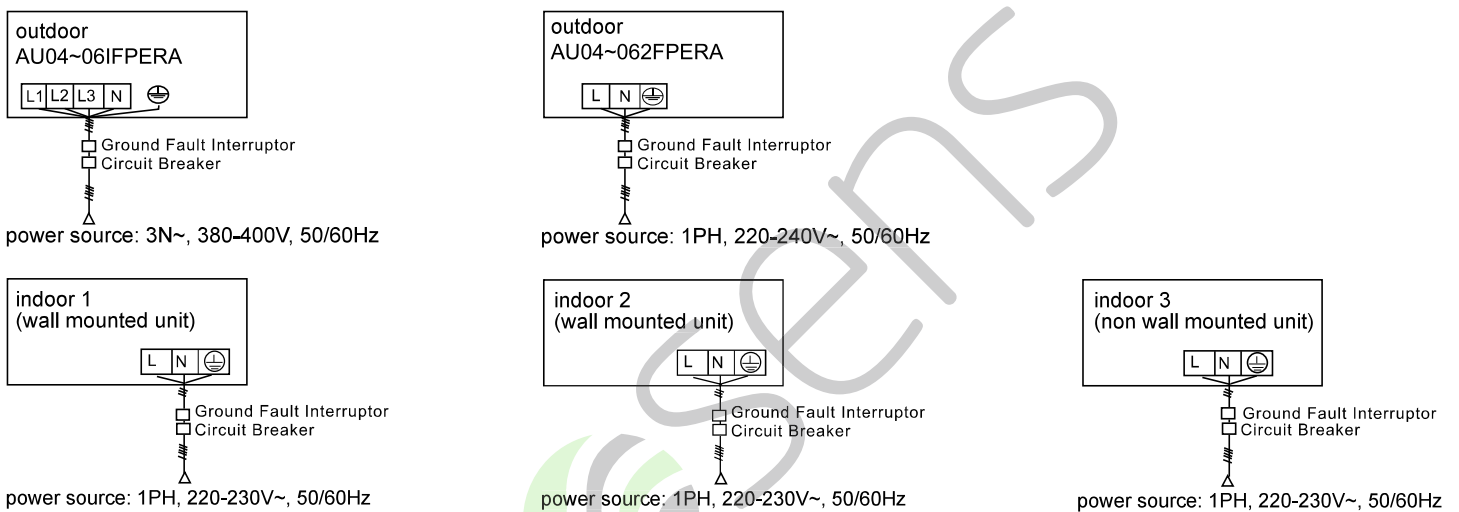 outdoor
AU04~06IFPERA
L1 L2 L3 N
Ground Fault Interruptor
Circuit Breaker
power source: 3N~, 380-400V, 50/60Hz
outdoor
AU04~062FPERA
L N
Ground Fault Interruptor
Circuit Breaker
power source: 1PH, 220-240V~, 50/60Hz
indoor 1
(wall mounted unit)
L N
Ground Fault Interruptor
Circuit Breaker
power source: 1PH, 220-230V~, 50/60Hz
indoor 2
(wall mounted unit)
L N
Ground Fault Interruptor
Circuit Breaker
power source: 1PH, 220-230V~, 50/60Hz
indoor 3
(non wall mounted unit)
L N
Ground Fault Interruptor
Circuit Breaker
power source: 1PH, 220-230V~, 50/60Hz
sens